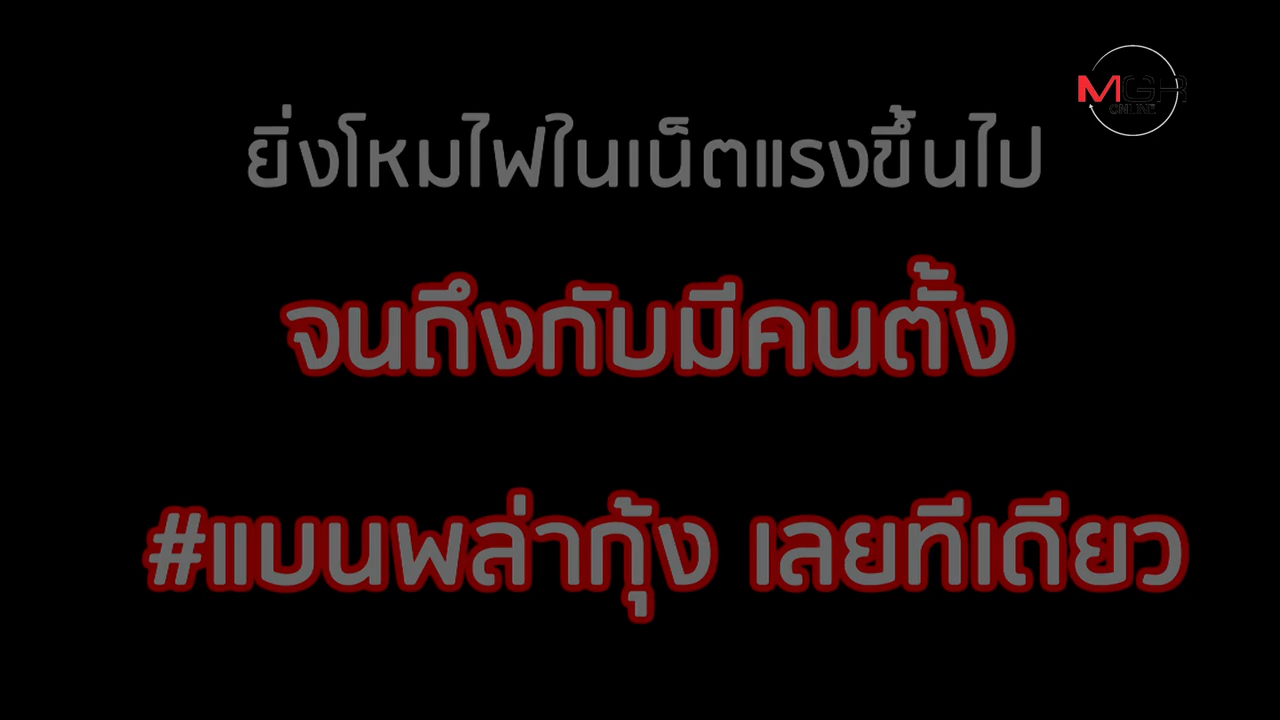 MGR
ONLINE
ยิ่งโหมไฟในเน็ตแรงขึ้นไป
จนถึงกับมีคนตั้ง
#แบนพล่ากุ้ง เลยทีเดียว